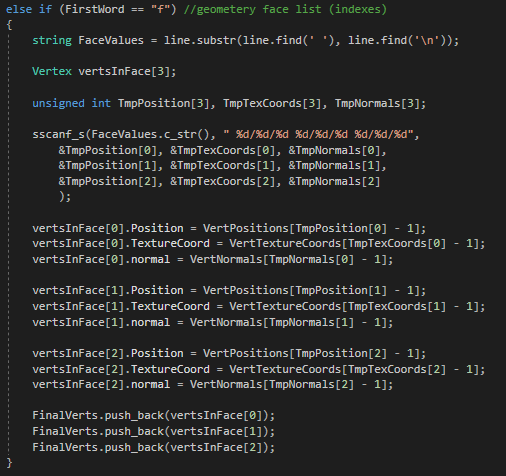 else if (FirstWord == "f") //geometery face list (indexes)
{
string FaceValues = line.substr(line.find(' '), line.find('\n'));
Vertex vertsInFace[3];
unsigned int TmpPosition[3], TmpTexCoords[3], TmpNormals[3];
sscanf_s(FaceValues.c_str(), " %d/%d/%d %d/%d/%d %d/%d/%d",
&TmpPosition[0], &TmpTexCoords[0], &TmpNormals[0],
&TmpPosition[1], &TmpTexCoords[1], &TmpNormals[1],
&TmpPosition[2], &TmpTexCoords[2], &TmpNormals[2]
);
vertsInFace[0].Position = VertPositions[TmpPosition[0] - 1];
vertsInFace[0].TextureCoord = VertTextureCoords[TmpTexCoords[0] - 1];
vertsInFace[0].normal = VertNormals[TmpNormals[0] - 1];
vertsInFace[1].Position = VertPositions[TmpPosition[1] - 1];
vertsInFace[1].TextureCoord = VertTextureCoords[TmpTexCoords[1] - 1];
vertsInFace[1].normal = VertNormals[TmpNormals[1] - 1];
vertsInFace[2].Position = VertPositions[TmpPosition[2] - 1];
vertsInFace[2].TextureCoord = VertTextureCoords[TmpTexCoords[2] - 1];
vertsInFace[2].normal = VertNormals[TmpNormals[2] - 1];
FinalVerts.push_back(vertsInFace[0]);
FinalVerts.push_back(vertsInFace[1]);
FinalVerts.push_back(vertsInFace[2]);
}